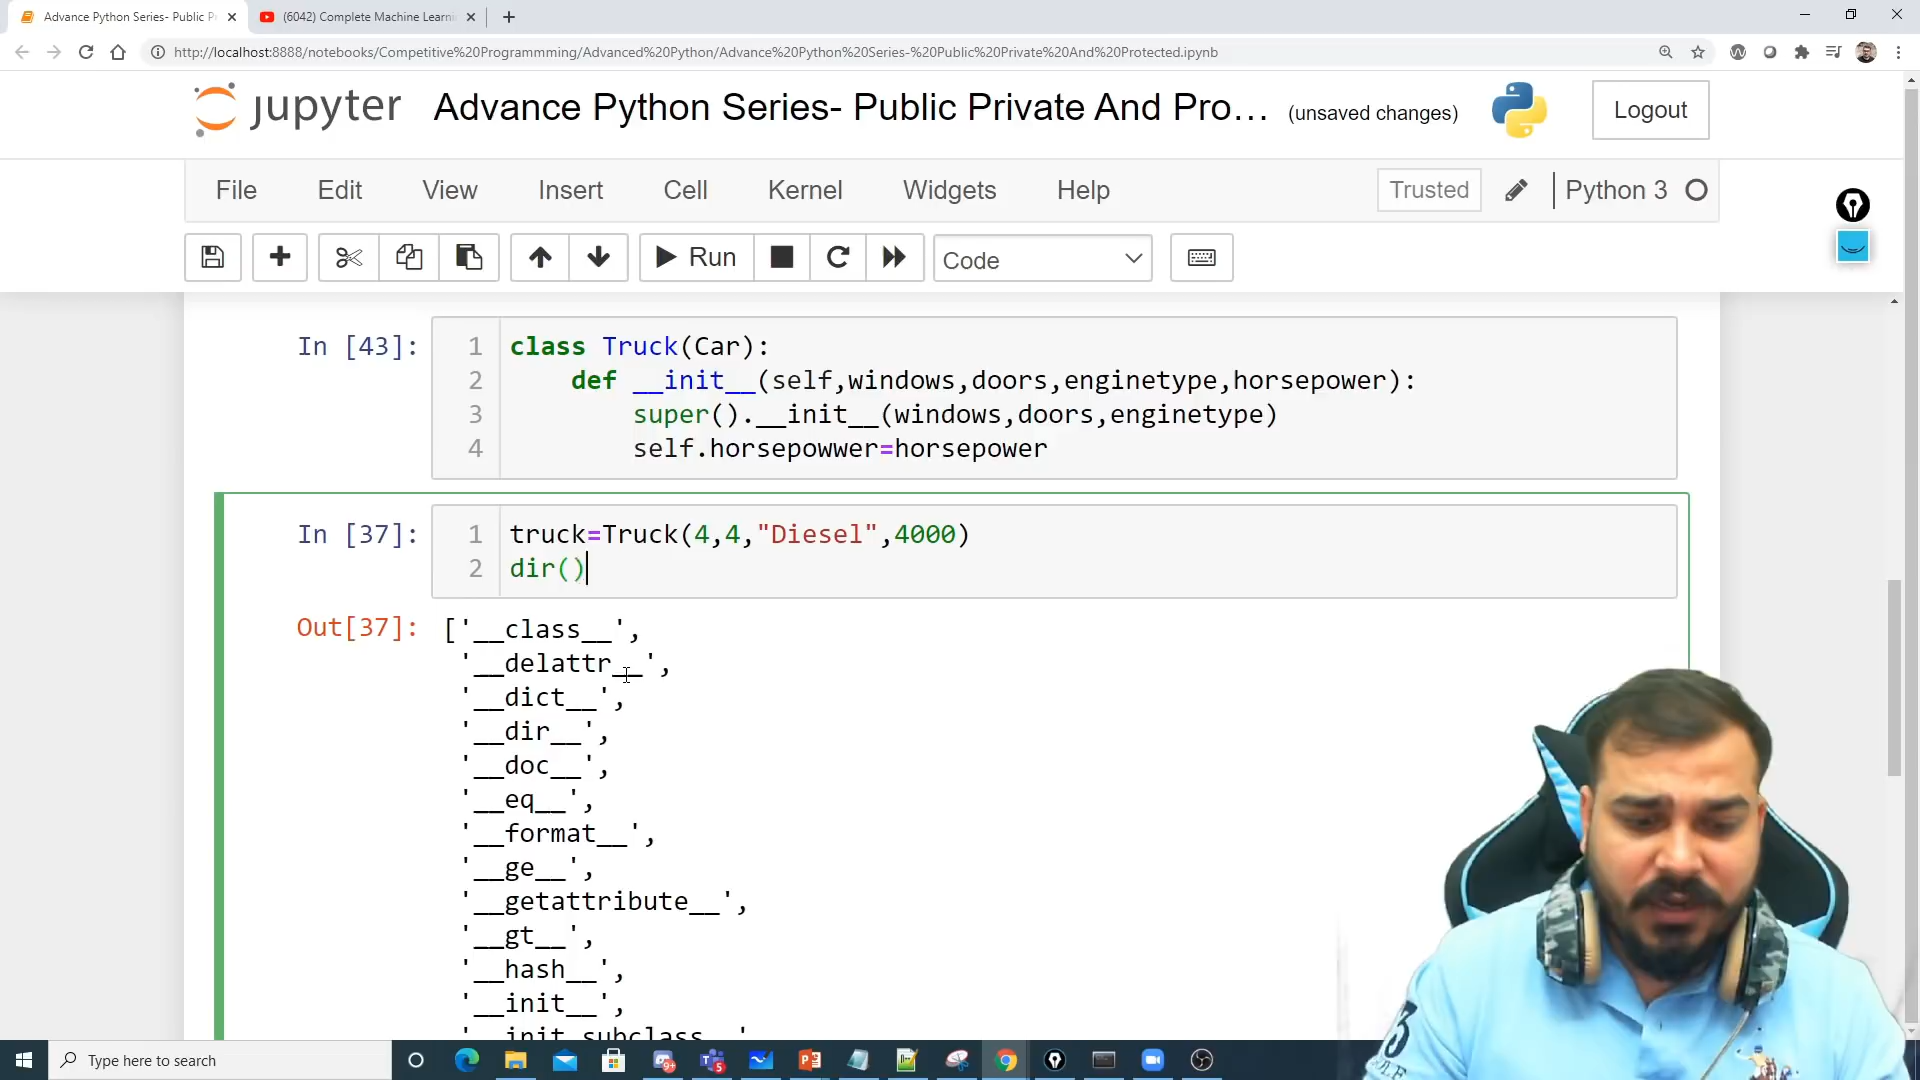 Advance Python Series- Public P
(6042) Complete Machine Learni
http://localhost:8888/notebooks/Competitive%20Programmming/Advanced%20Python/Advance%20Python%20Series-%20Public%20Private%20And%20Protected.ipynb
jupyter Advance Python Series- Public Private And Pro... (unsaved changes)
Logout
File Edit View Insert Cell Kernel Widgets Help
Trusted Python 3
Run Code
In [43]:
1 class Truck(Car):
2 def __init__(self,windows,doors,enginetype,horsepower):
3 super().__init__(windows,doors,enginetype)
4 self.horsepowwer=horsepower
In [37]:
1 truck=Truck(4,4,"Diesel",4000)
2 dir()
Out[37]: ['__class__',
'__delattr__',
'__dict__',
'__dir__',
'__doc__',
'__eq__',
'__format__',
'__ge__',
'__getattribute__',
'__gt__',
'__hash__',
'__init__',
'__init_subclass__'
Type here to search